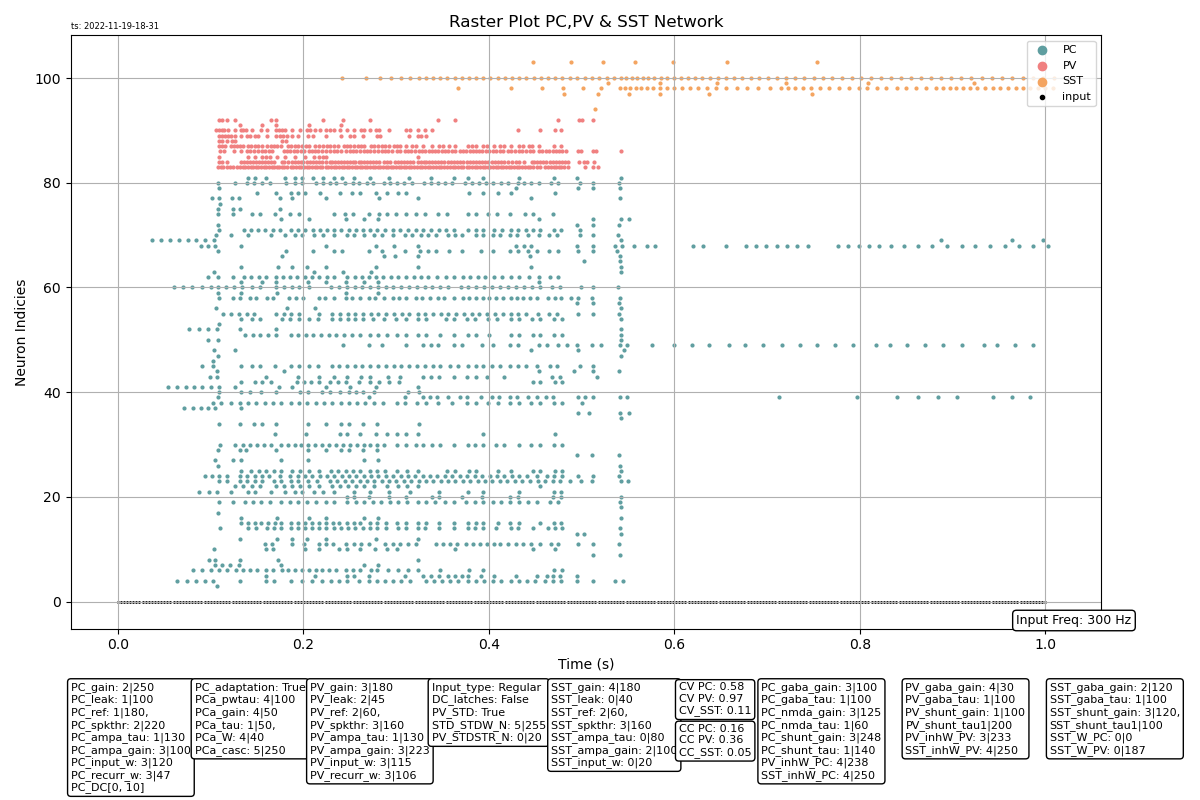 ts: 2022-11-19-18-31
Raster Plot PC,PV & SST Network
PC
PV
SST
input
Neuron Indicies
100
80
60
40
20
0
0.0
0.2
0.4
0.6
0.8
1.0
Input Freq: 300 Hz
Time (s)
PC_gain: 2|250
PC_leak: 1|100
PC_ref: 1|180,
PC_spkthr: 2|220
PC_ampa_tau: 1|130
PC_ampa_gain: 3|100
PC_input_w: 3|120
PC_recurr_w: 3|47
PC_DC[0, 10]
PC_adaptation: True
PCa_pwtau: 4|100
PCa_gain: 4|50
PCa_tau: 1|50,
PCa_W: 4|40
PCa_casc: 5|250
PV_gain: 3|180
PV_leak: 2|45
PV_ref: 2|60,
PV_spkthr: 3|160
PV_ampa_tau: 1|130
PV_ampa_gain: 3|223
PV_input_w: 3|115
PV_recurr_w: 3|106
Input_type: Regular
DC_latches: False
PV_STD: True
STD_STDW_N: 5|255
PV_STDSTR_N: 0|20
SST_gain: 4|180
SST_leak: 0|40
SST_ref: 2|60,
SST_spkthr: 3|160
SST_ampa_tau: 0|80
SST_ampa_gain: 2|100
SST_input_w: 0|20
CV PC: 0.58
CV PV: 0.97
CV_SST: 0.11
CC PC: 0.16
CC PV: 0.36
CC_SST: 0.05
PC_gaba_gain: 3|100
PC_gaba_tau: 1|100
PC_nmda_gain: 3|125
PC_nmda_tau: 1|60
PC_shunt_gain: 3|248
PC_shunt_tau: 1|140
PV_inhW_PC: 4|238
SST_inhW_PC: 4|250
PV_gaba_gain: 4|30
PV_gaba_tau: 1|100
PV_shunt_gain: 1|100
PV_shunt_tau1|200
PV_inhW_PV: 3|233
SST_inhW_PV: 4|250
SST_gaba_gain: 2|120
SST_gaba_tau: 1|100
SST_shunt_gain: 3|120,
SST_shunt_tau: 1|100
SST_W_PC: 0|0
SST_W_PV: 0|187